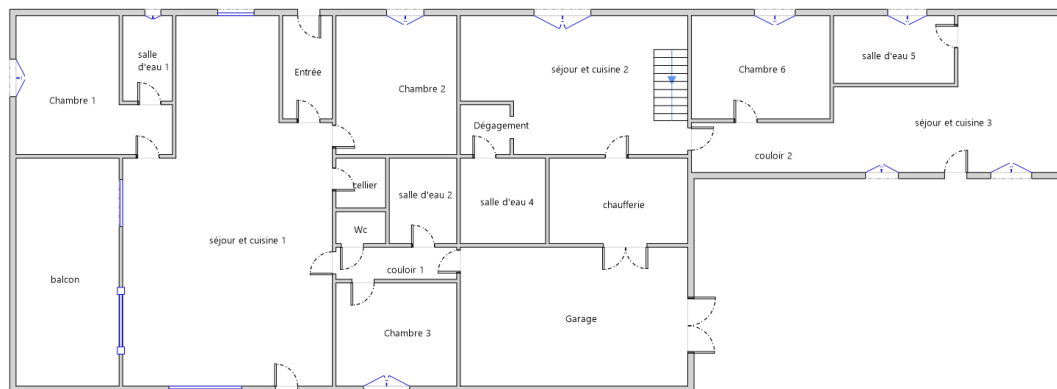 salle
d'eau 1
Entrée
Chambre 1
Chambre 2
séjour et cuisine 2
Chambre 6
salle d'eau 5
Dégagement
séjour et cuisine 3
couloir 2
cellier
salle d'eau 2
salle d'eau 4
chaufferie
Wc
séjour et cuisine 1
couloir 1
balcon
Garage
Chambre 3